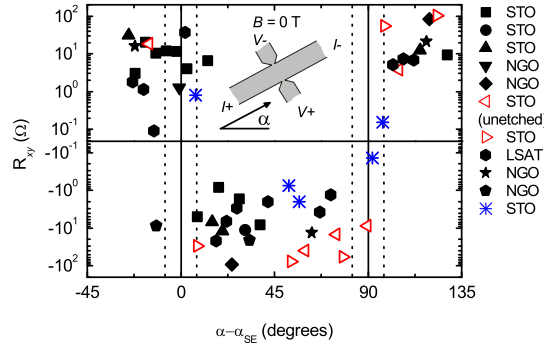 10² STO
10¹ B = 0 T STO
V- I- STO
10⁰ NGO
NGO
I+ V+ STO
10⁻¹ α (unetched)
R_xy (Ω) STO
-10⁻¹ LSAT
-10⁰ NGO
NGO
-10¹ STO
-10²
-45 0 45 90 135
α−α_SE (degrees)